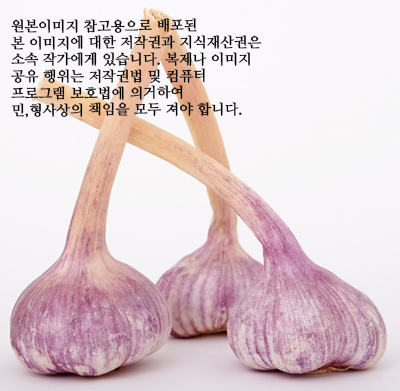 원본이미지 참고용으로 배포된
본 이미지에 대한 저작권과 지식재산권은
소속 작가에게 있습니다. 복제나 이미지
공유 행위는 저작권법 및 컴퓨터
프로그램 보호법에 의거하여
민,형사상의 책임을 모두 져야 합니다.